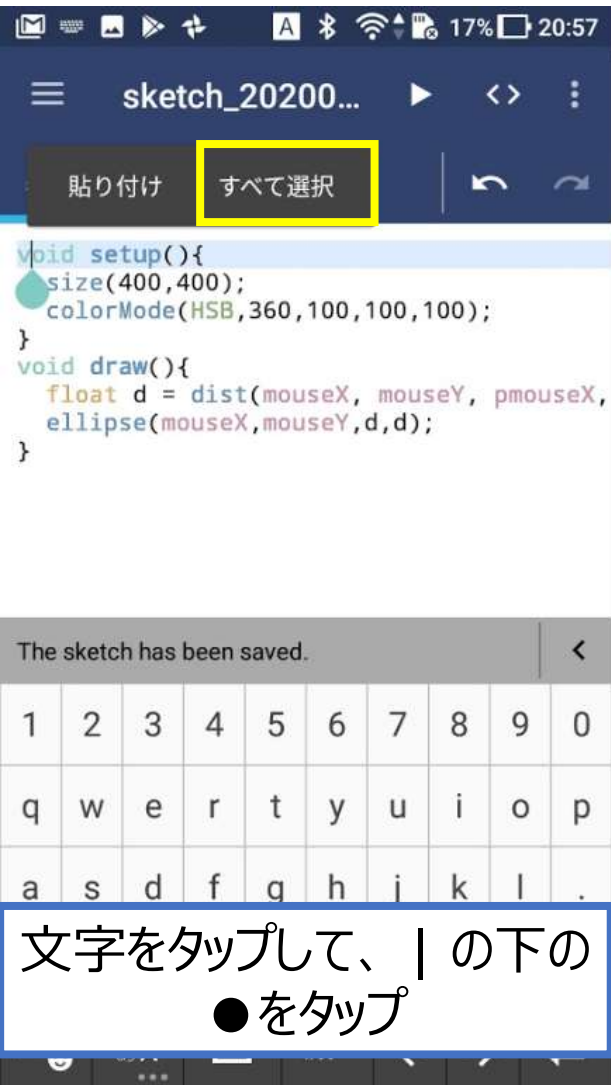 17% 20:57
sketch_20200... < >
貼り付け すべて選択
void setup(){
size(400,400);
colorMode(HSB,360,100,100,100);
}
void draw(){
float d = dist(mouseX, mouseY, pmouseX,
ellipse(mouseX,mouseY,d,d);
}
The sketch has been saved.
1 2 3 4 5 6 7 8 9 0
q w e r t y u i o p
a s d f g h j k l .
文字をタップして、| の下の
●をタップ